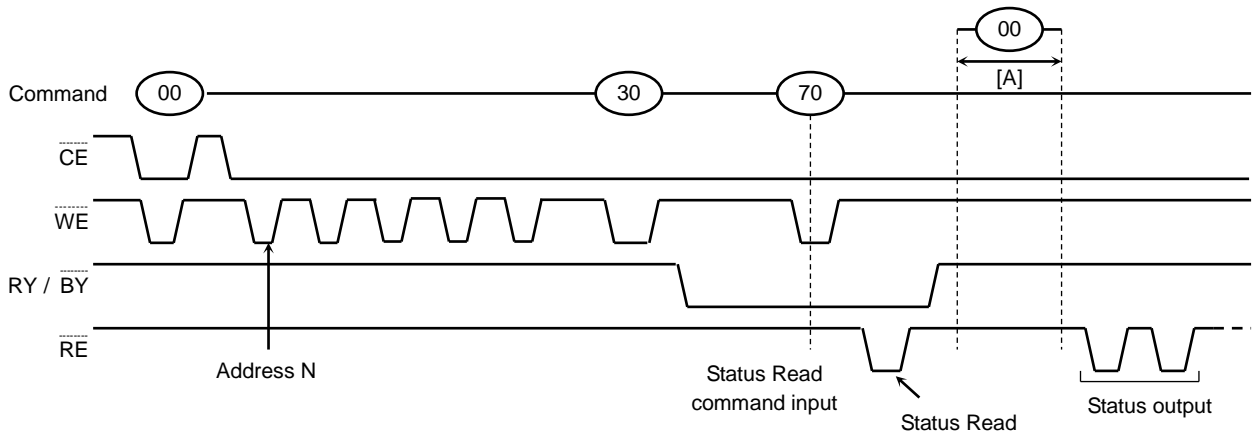 00
[A]
Command 00 30 70
CE
WE
RY / BY
RE
Address N
Status Read
command input
Status Read
Status output